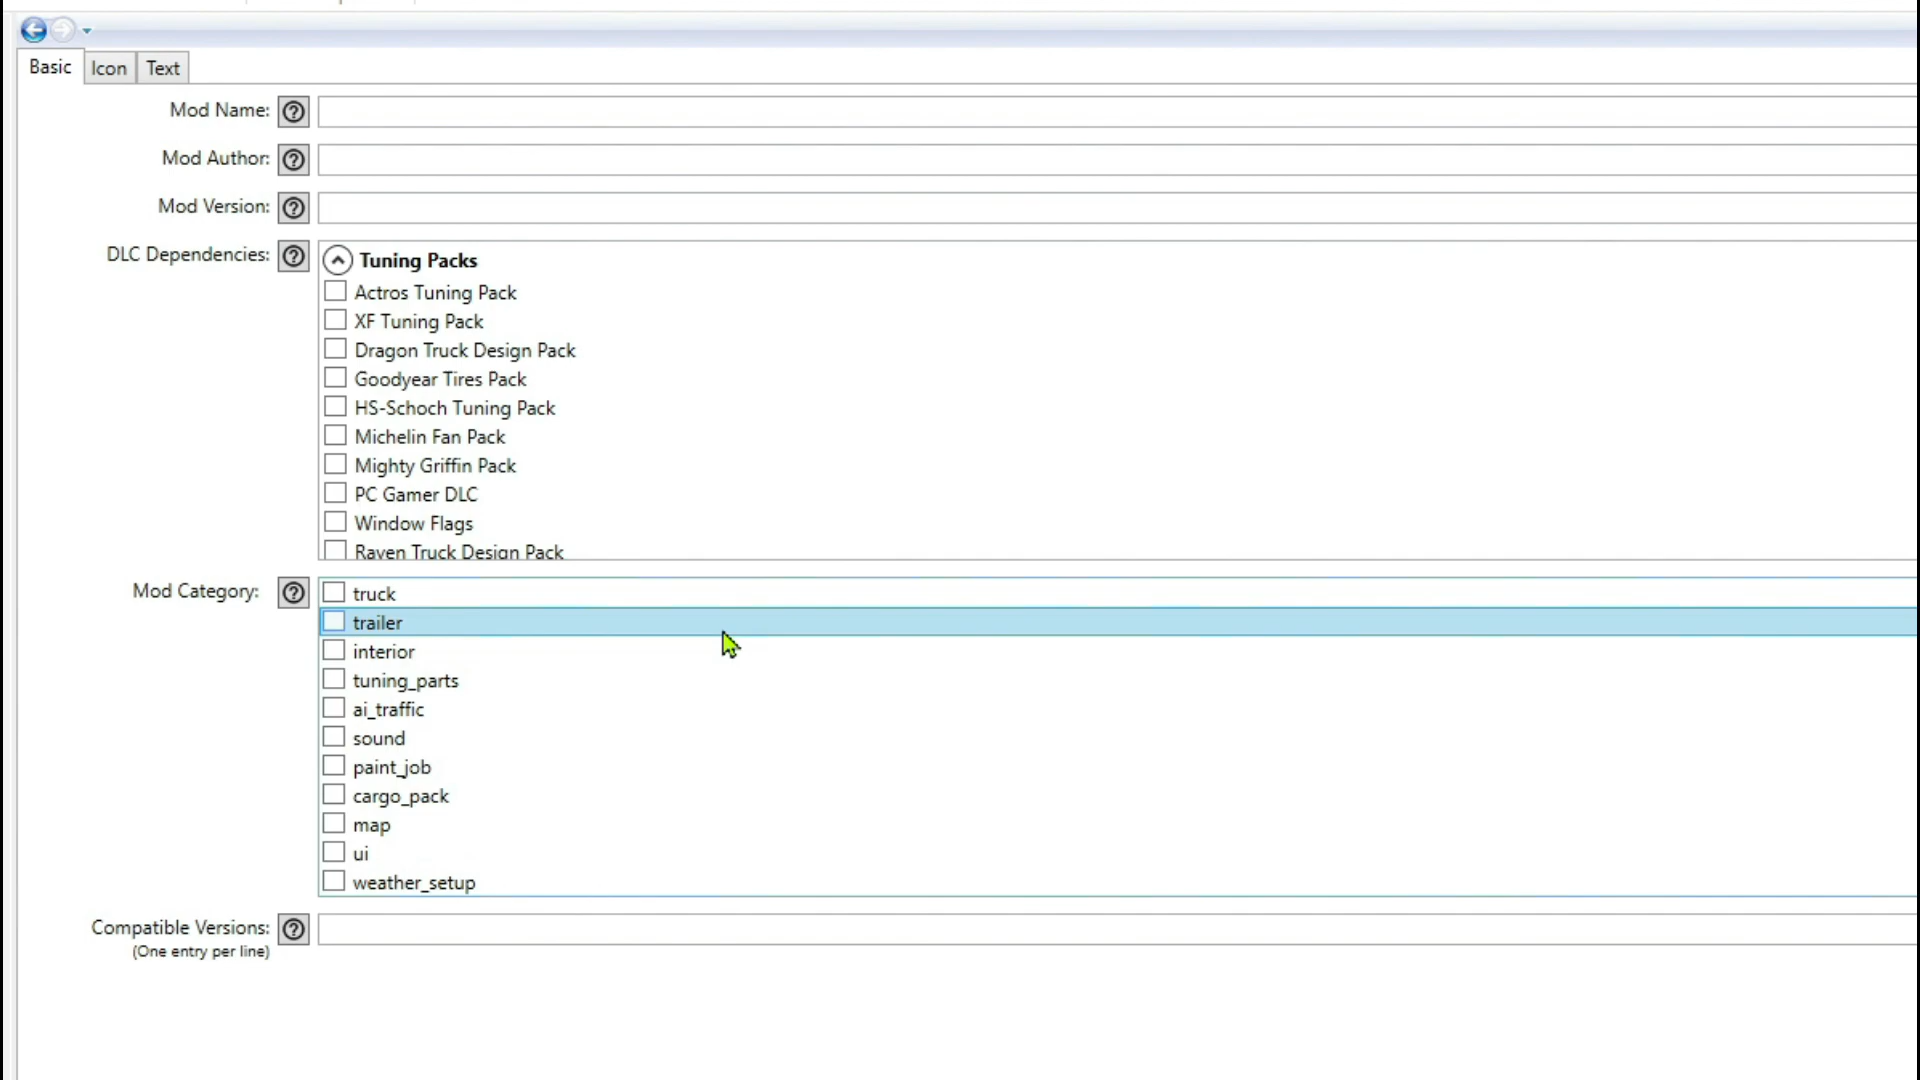 Basic
Icon
Text
Mod Name:
Mod Author:
Mod Version:
DLC Dependencies:
Tuning Packs
Actros Tuning Pack
XF Tuning Pack
Dragon Truck Design Pack
Goodyear Tires Pack
HS-Schoch Tuning Pack
Michelin Fan Pack
Mighty Griffin Pack
PC Gamer DLC
Window Flags
Raven Truck Design Pack
Mod Category:
truck
trailer
interior
tuning_parts
ai_traffic
sound
paint_job
cargo_pack
map
ui
weather_setup
Compatible Versions:
(One entry per line)